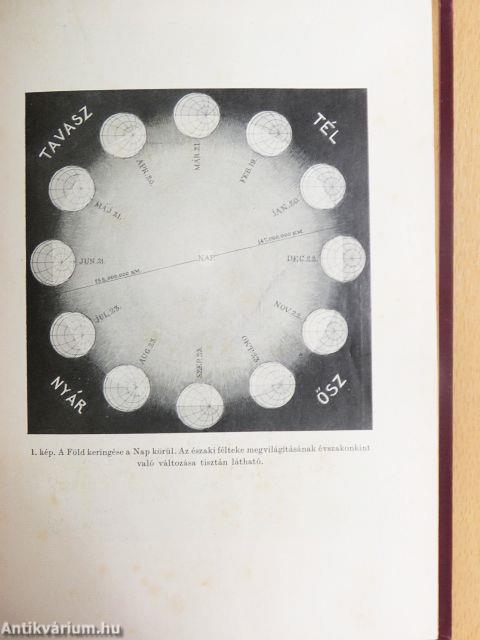 TAVASZ
TÉL
MÁR. 21.
ÁPR. 20.
FEB. 19.
MÁJ. 21.
JAN. 20.
147,000.000 KM.
NAP
JUN. 21.
DEC. 22.
152,000.000 KM.
JUL. 23.
NOV. 22.
AUG. 23.
OKT. 23.
SZEP. 23.
NYÁR
ŐSZ
1. kép. A Föld keringése a Nap körül. Az északi félteke megvilágításának évszakonkint
való változása tisztán látható.
Antikvárium.hu